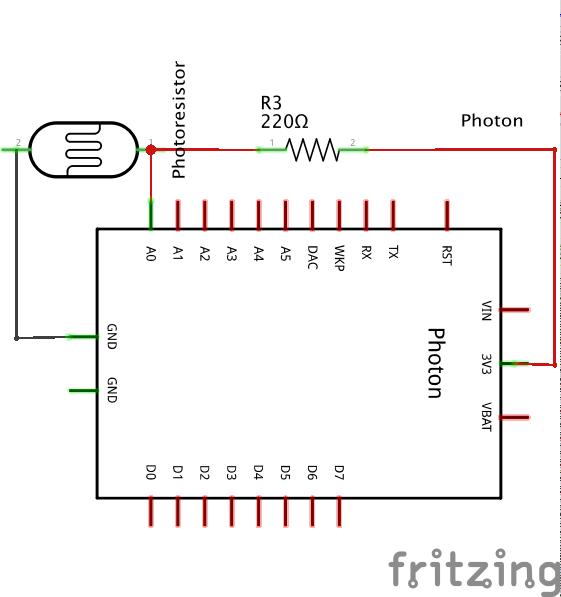 Photoresistor
R3
220Ω
Photon
2
1
1
2
A0
A1
A2
A3
A4
A5
DAC
WKP
RX
TX
RST
GND
GND
Photon
VIN
3V3
VBAT
D0
D1
D2
D3
D4
D5
D6
D7
fritzing